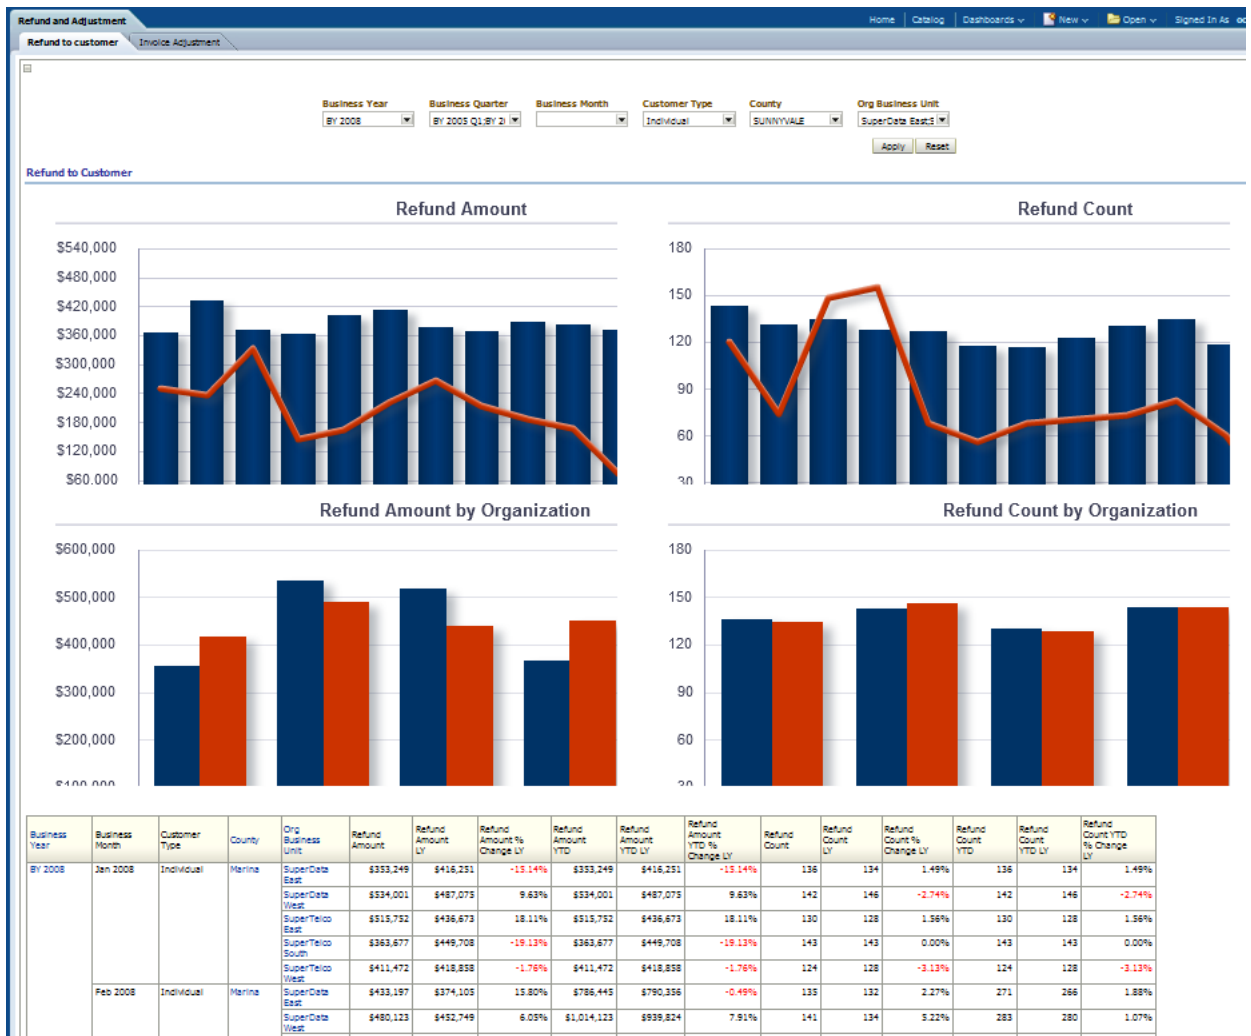 Refund and Adjustment
Home Catalog Dashboards New Open Signed In As oc
Refund to customer Invoice Adjustment
Business Year Business Quarter Business Month Customer Type County Org Business Unit
BY 2008 BY 2005 Q1;BY 2( Individual SUNNYVALE SuperData East;S
Apply Reset
Refund to Customer
Refund Amount
$540,000
$480,000
$420,000
$360,000
$300,000
$240,000
$180,000
$120,000
$60,000
Refund Count
180
150
120
90
60
30
Refund Amount by Organization
$600,000
$500,000
$400,000
$300,000
$200,000
$100,000
Refund Count by Organization
180
150
120
90
60
30
Business Year Business Month Customer Type County Org Business Unit Refund Amount Refund Amount LY Refund Amount % Change LY Refund Amount YTD Refund Amount YTD LY Refund Amount YTD % Change LY Refund Count Refund Count LY Refund Count % Change LY Refund Count YTD Refund Count YTD LY Refund Count YTD % Change LY
BY 2008 Jan 2008 Individual Marina SuperData East $353,249 $416,251 -15.14% $353,249 $416,251 -15.14% 136 134 1.49% 136 134 1.49%
SuperData West $534,001 $487,075 9.63% $534,001 $487,075 9.63% 142 146 -2.74% 142 146 -2.74%
SuperTelco East $515,752 $436,673 18.11% $515,752 $436,673 18.11% 130 128 1.56% 130 128 1.56%
SuperTelco South $363,677 $449,708 -19.13% $363,677 $449,708 -19.13% 143 143 0.00% 143 143 0.00%
SuperTelco West $411,472 $418,858 -1.76% $411,472 $418,858 -1.76% 124 128 -3.13% 124 128 -3.13%
Feb 2008 Individual Marina SuperData East $433,197 $374,105 15.80% $786,445 $790,356 -0.49% 135 132 2.27% 271 266 1.88%
SuperData West $480,123 $452,749 6.05% $1,014,123 $939,824 7.91% 141 134 5.22% 283 280 1.07%